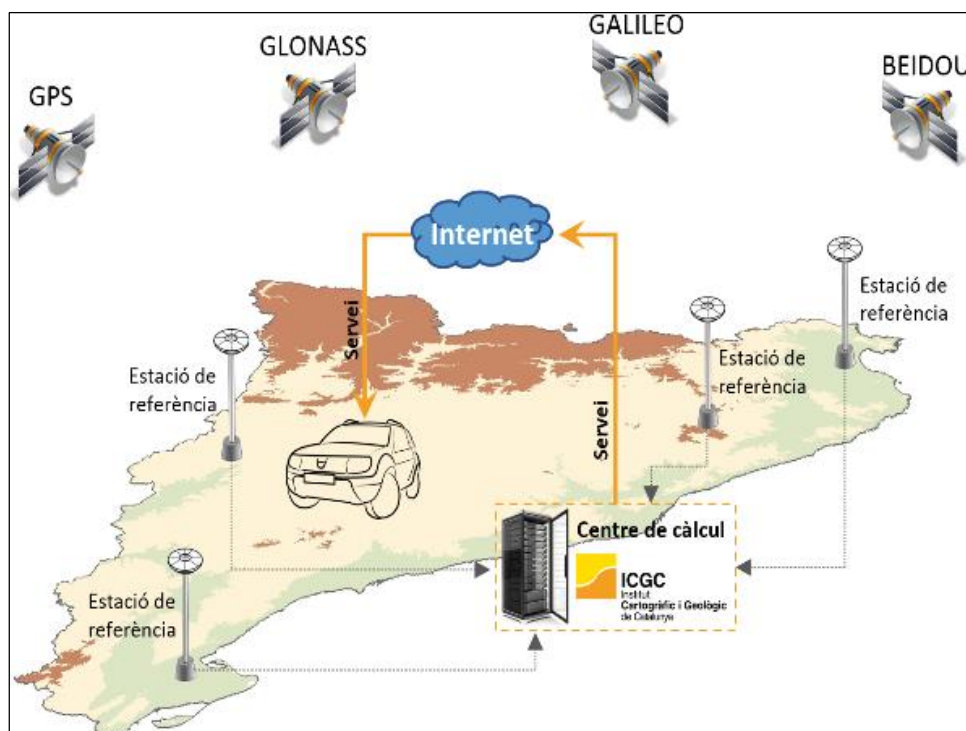 GPS
GLONASS
GALILEO
BEIDOU
Internet
Servei
Servei
Estació de
referència
Estació de
referència
Estació de
referència
Estació de
referència
Centre de càlcul
ICGC
Institut
Cartogràfic i Geològic
de Catalunya